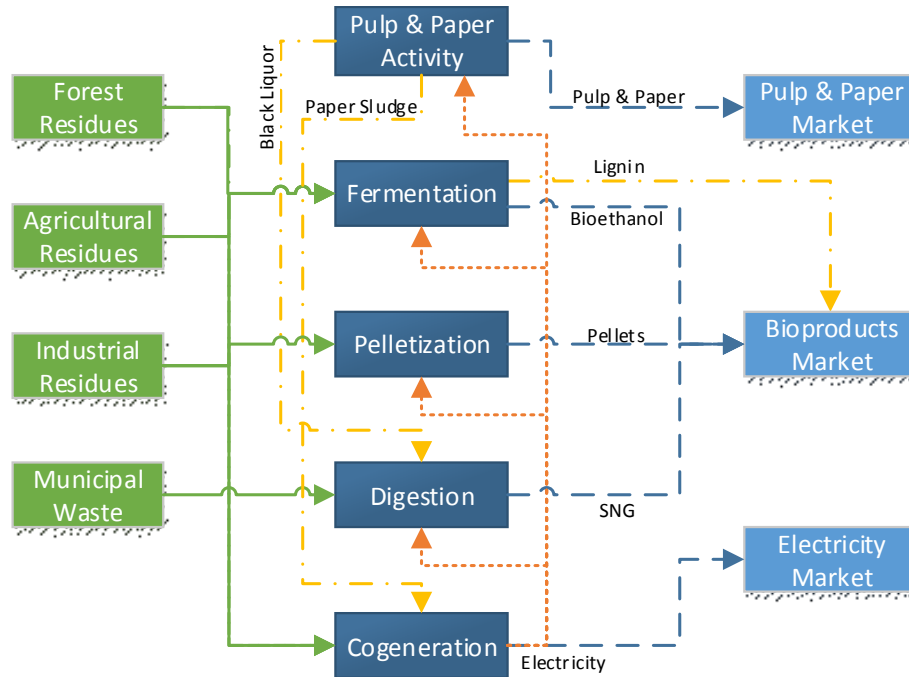 Pulp & Paper
Activity
Black Liquor
Paper Sludge
Pulp & Paper
Pulp & Paper
Market
Forest
Residues
Fermentation
Lignin
Bioethanol
Agricultural
Residues
Industrial
Residues
Pelletization
Pellets
Bioproducts
Market
Municipal
Waste
Digestion
SNG
Electricity
Market
Cogeneration
Electricity